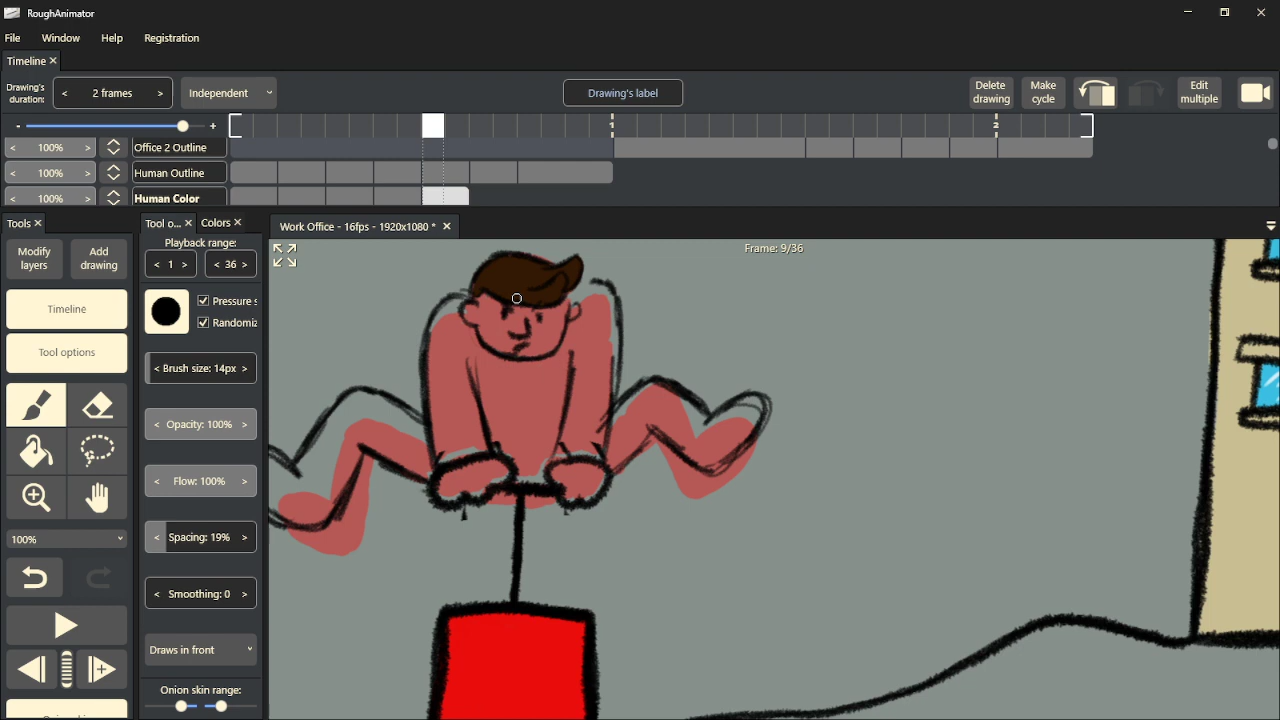 RoughAnimator
File Window Help Registration
Timeline
Drawing's duration: < 2 frames > Independent Drawing's label Delete drawing Make cycle Edit multiple
- + 1 2
< 100% > Office 2 Outline
< 100% > Human Outline
< 100% > Human Color
Tools Tool o... Colors Work Office - 16fps - 1920x1080 *
Modify layers Add drawing Playback range: Frame: 9/36
< 1 > < 36 >
Timeline Pressure s
Randomiz
Tool options
< Brush size: 14px >
< Opacity: 100% >
< Flow: 100% >
100% < Spacing: 19% >
< Smoothing: 0 >
Draws in front
Onion skin range: